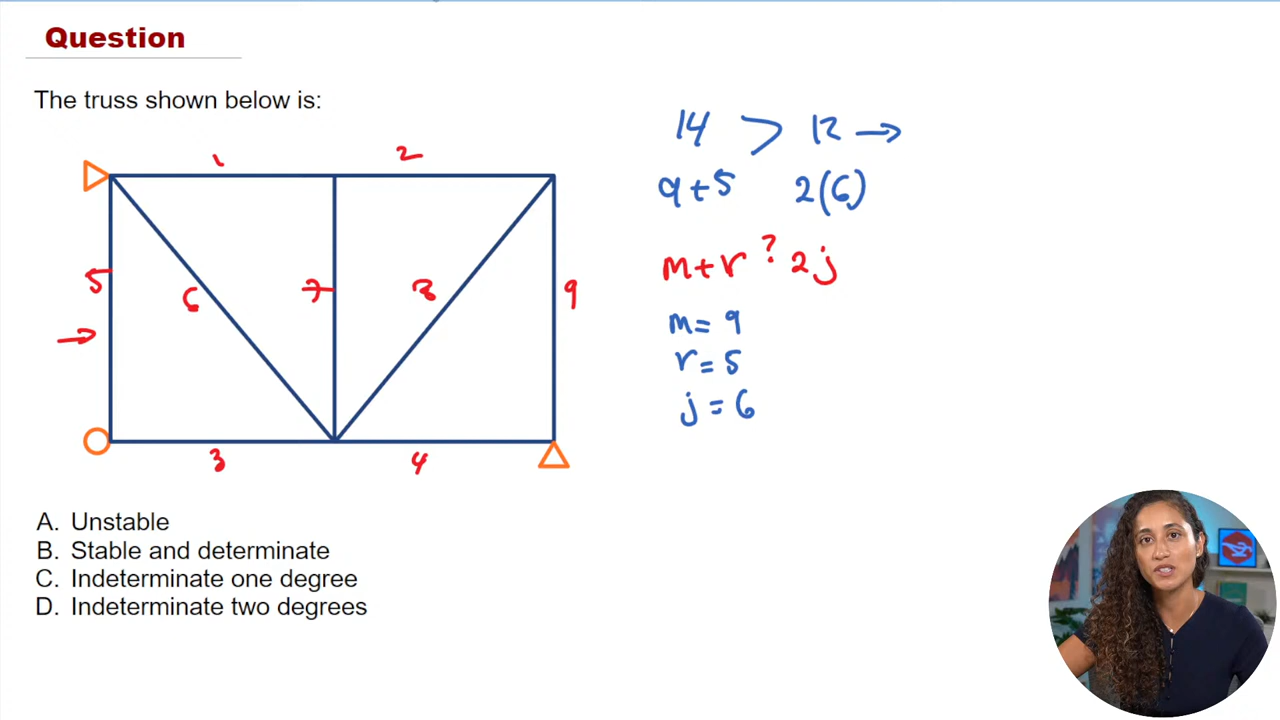 Question
The truss shown below is:
1
2
5
6
7
8
9
3
4
14 > 12 →
9+5 2(6)
m+r ? 2j
m= 9
r= 5
j = 6
A. Unstable
B. Stable and determinate
C. Indeterminate one degree
D. Indeterminate two degrees